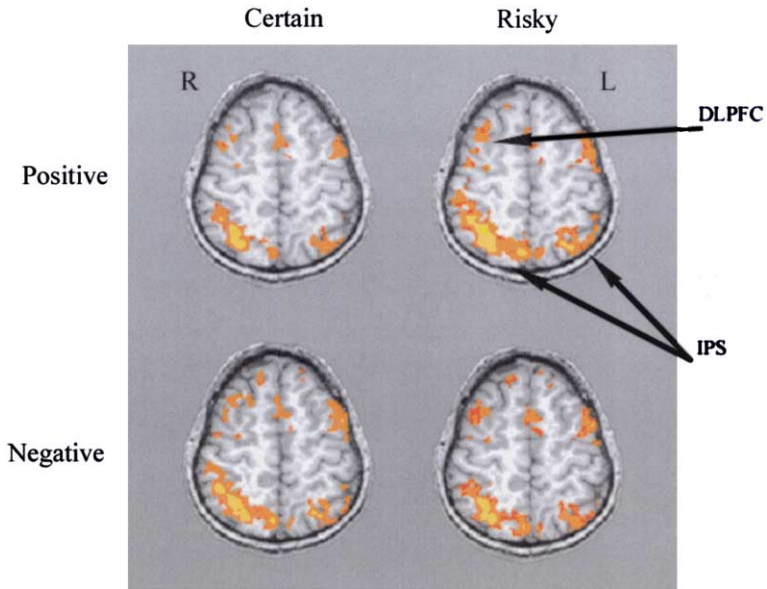 Certain Risky
R L
DLPFC
Positive
IPS
Negative